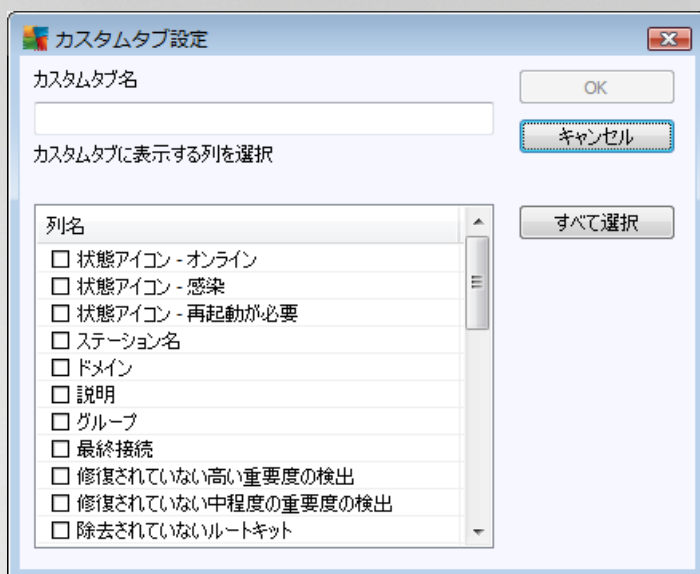 カスタムタブ設定
カスタムタブ名
OK
キャンセル
カスタムタブに表示する列を選択
すべて選択
列名
状態アイコン - オンライン
状態アイコン - 感染
状態アイコン - 再起動が必要
ステーション名
ドメイン
説明
グループ
最終接続
修復されていない高い重要度の検出
修復されていない中程度の重要度の検出
除去されていないルートキット